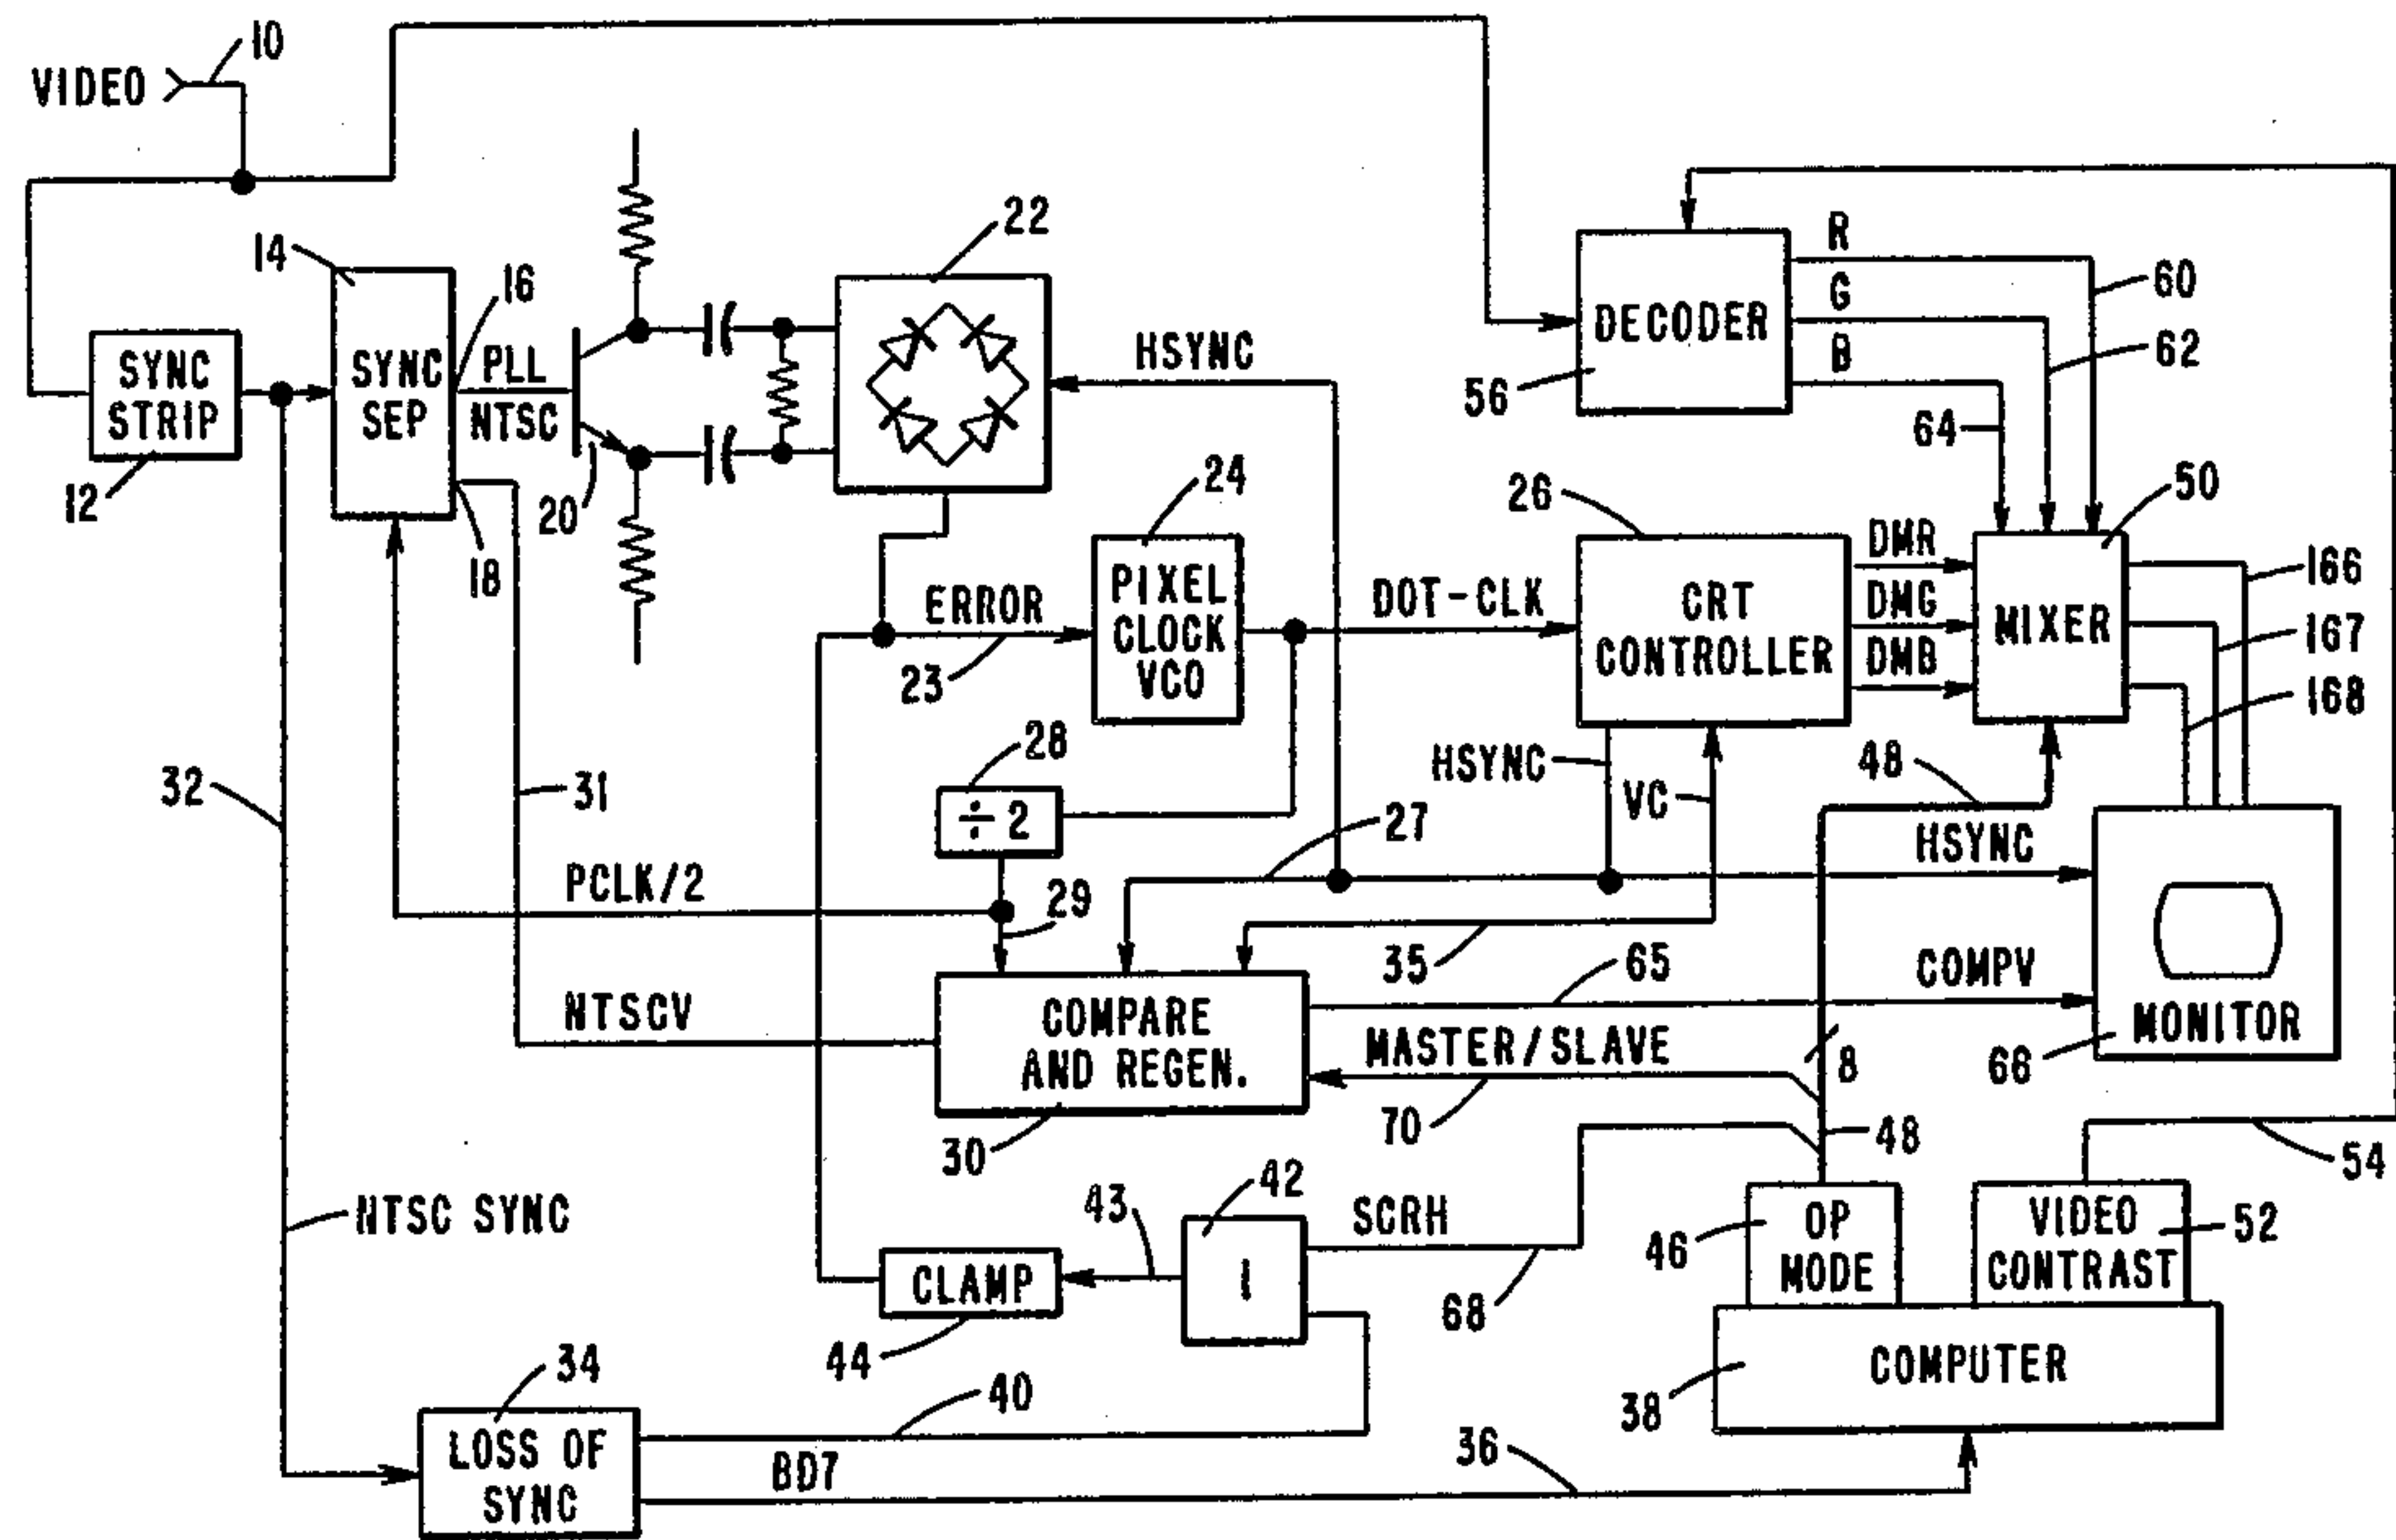 VIDEO
10
14
SYNC
STRIP
12
SYNC
SEP
16
PLL
NTSC
18
20
22
HSYNC
DECODER
56
R
G
B
60
62
64
ERROR
23
24
PIXEL
CLOCK
VCO
DOT-CLK
26
CRT
CONTROLLER
DMR
DMG
DMB
50
MIXER
166
167
168
32
31
28
÷2
PCLK/2
29
27
HSYNC
VC
35
48
HSYNC
NTSCV
COMPARE
AND REGEN.
30
65
COMPV
MONITOR
66
MASTER/SLAVE
70
8
48
54
NTSC SYNC
43
42
1
SCRH
68
CLAMP
44
46
OP
MODE
VIDEO
CONTRAST
52
COMPUTER
38
34
LOSS OF
SYNC
40
BD7
36